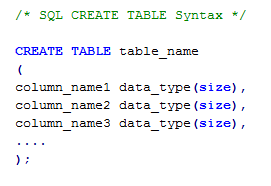 /* SQL CREATE TABLE Syntax */
CREATE TABLE table_name
(
column_name1 data_type(size),
column_name2 data_type(size),
column_name3 data_type(size),
....
);